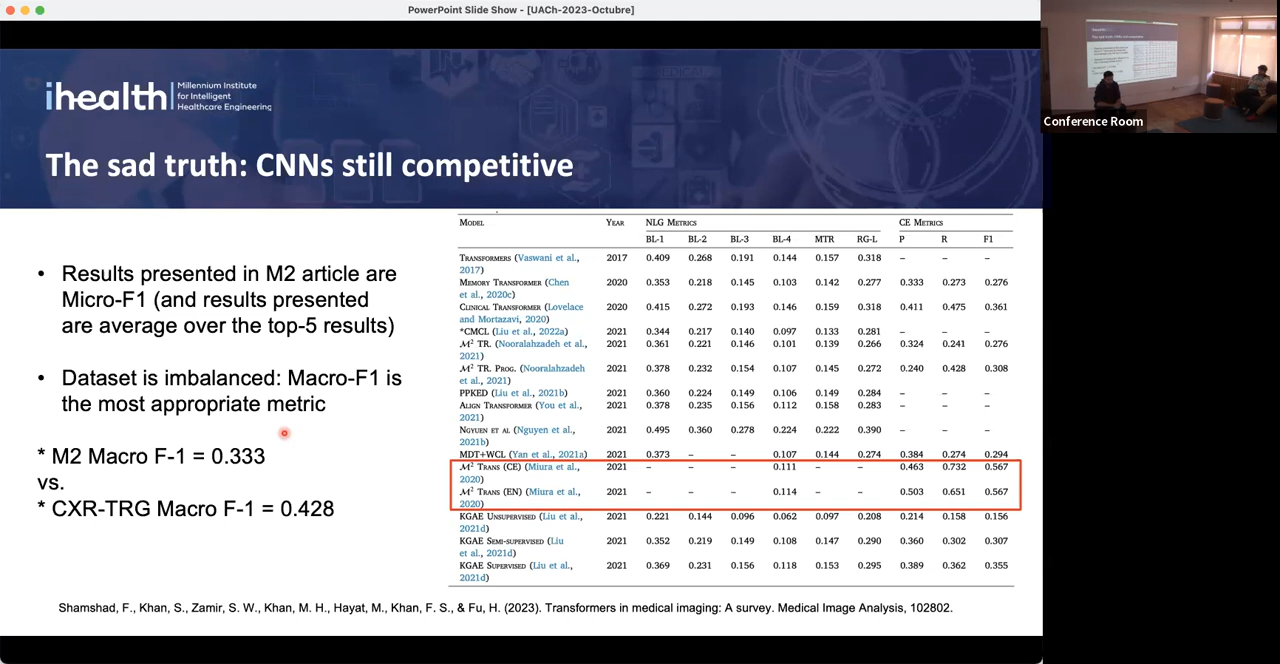 PowerPoint Slide Show - [UACh-2023-Octubre]
ihealth
Millennium Institute
for Intelligent
Healthcare Engineering
The sad truth: CNNs still competitive
• Results presented in M2 article are
Micro-F1 (and results presented
are average over the top-5 results)
• Dataset is imbalanced: Macro-F1 is
the most appropriate metric
* M2 Macro F-1 = 0.333
vs.
* CXR-TRG Macro F-1 = 0.428
Model Year NLG Metrics CE Metrics
BL-1 BL-2 BL-3 BL-4 MTR RG-L P R F1
Transformers (Vaswani et al., 2017 0.409 0.268 0.191 0.144 0.157 0.318 – – –
2017)
Memory Transformer (Chen 2020 0.353 0.218 0.145 0.103 0.142 0.277 0.333 0.273 0.276
et al., 2020c)
Clinical Transformer (Lovelace 2020 0.415 0.272 0.193 0.146 0.159 0.318 0.411 0.475 0.361
and Mortazavi, 2020)
*CMCL (Liu et al., 2022a) 2021 0.344 0.217 0.140 0.097 0.133 0.281 – – –
M² Tr. (Nooralahzadeh et al., 2021 0.361 0.221 0.146 0.101 0.139 0.266 0.324 0.241 0.276
2021)
M² Tr. Prog. (Nooralahzadeh 2021 0.378 0.232 0.154 0.107 0.145 0.272 0.240 0.428 0.308
et al., 2021)
PPKED (Liu et al., 2021b) 2021 0.360 0.224 0.149 0.106 0.149 0.284 – – –
Align Transformer (You et al., 2021 0.378 0.235 0.156 0.112 0.158 0.283 – – –
2021)
Ngyuen et al (Nguyen et al., 2021 0.495 0.360 0.278 0.224 0.222 0.390 – – –
2021b)
MDT+WCL (Yan et al., 2021a) 2021 0.373 – – 0.107 0.144 0.274 0.384 0.274 0.294
M² Trans (CE) (Miura et al., 2021 – – – 0.111 – – 0.463 0.732 0.567
2020)
M² Trans (EN) (Miura et al., 2021 – – – 0.114 – – 0.503 0.651 0.567
2020)
KGAE Unsupervised (Liu et al., 2021 0.221 0.144 0.096 0.062 0.097 0.208 0.214 0.158 0.156
2021d)
KGAE Semi-supervised (Liu 2021 0.352 0.219 0.149 0.108 0.147 0.290 0.360 0.302 0.307
et al., 2021d)
KGAE Supervised (Liu et al., 2021 0.369 0.231 0.156 0.118 0.153 0.295 0.389 0.362 0.355
2021d)
Shamshad, F., Khan, S., Zamir, S. W., Khan, M. H., Hayat, M., Khan, F. S., & Fu, H. (2023). Transformers in medical imaging: A survey. Medical Image Analysis, 102802.
Conference Room